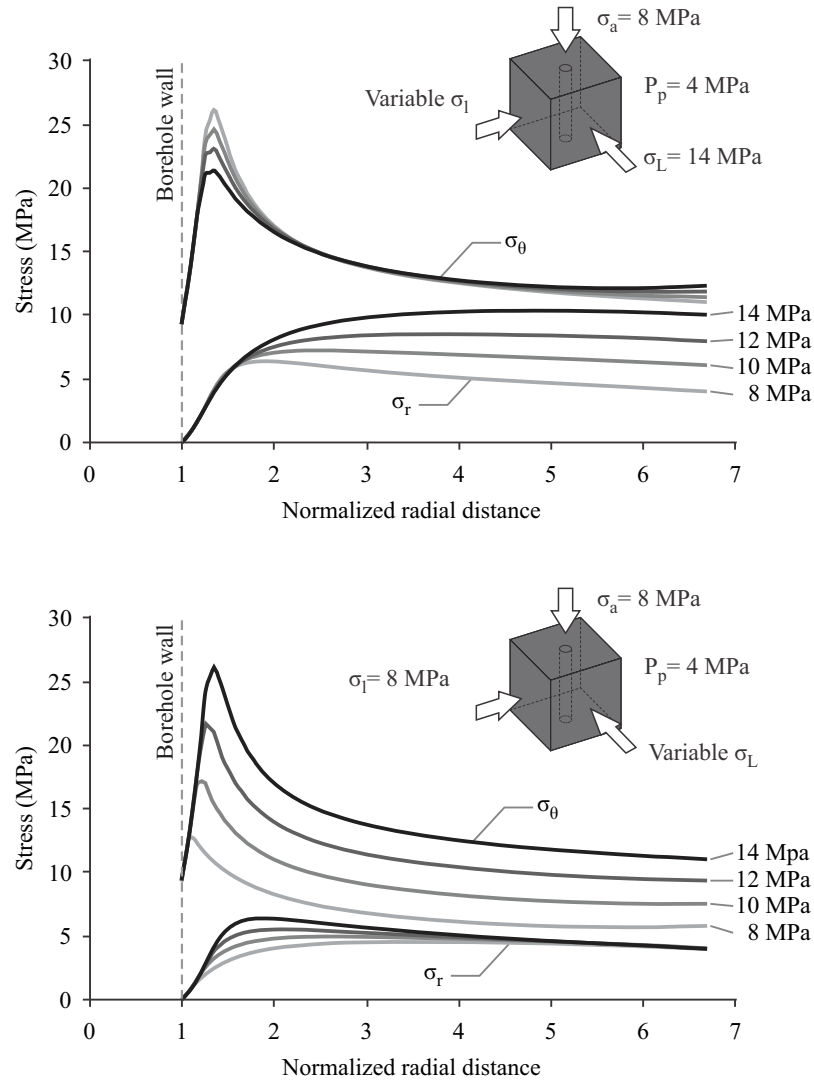 σa= 8 MPa
Variable σl
Pp= 4 MPa
σL= 14 MPa
Borehole wall
Stress (MPa)
30
25
20
15
10
5
0
σθ
σr
14 MPa
12 MPa
10 MPa
8 MPa
0 1 2 3 4 5 6 7
Normalized radial distance
σa= 8 MPa
σl= 8 MPa
Pp= 4 MPa
Variable σL
Borehole wall
Stress (MPa)
30
25
20
15
10
5
0
σθ
σr
14 Mpa
12 MPa
10 MPa
8 MPa
0 1 2 3 4 5 6 7
Normalized radial distance